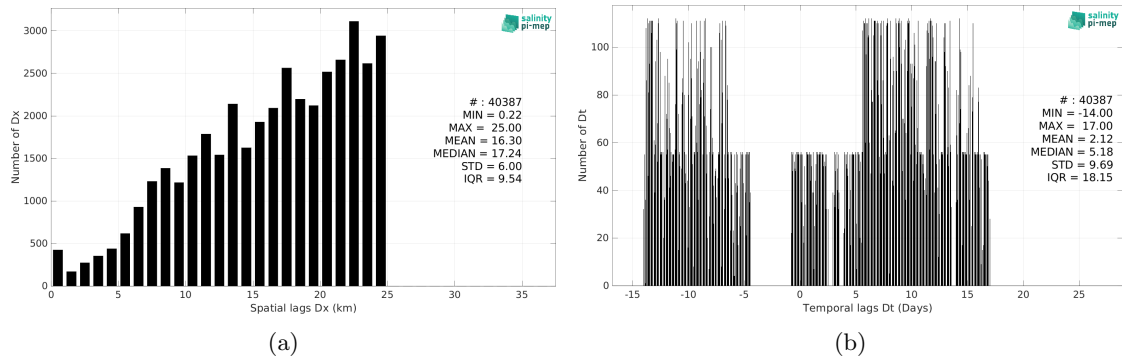 3000
2500
2000
1500
1000
500
0
Number of Dx
0 5 10 15 20 25 30 35
Spatial lags Dx (km)
salinity
pi-mep
# : 40387
MIN = 0.22
MAX = 25.00
MEAN = 16.30
MEDIAN = 17.24
STD = 6.00
IQR = 9.54
(a)
100
80
60
40
20
0
Number of Dt
-15 -10 -5 0 5 10 15 20 25
Temporal lags Dt (Days)
salinity
pi-mep
# : 40387
MIN = -14.00
MAX = 17.00
MEAN = 2.12
MEDIAN = 5.18
STD = 9.69
IQR = 18.15
(b)